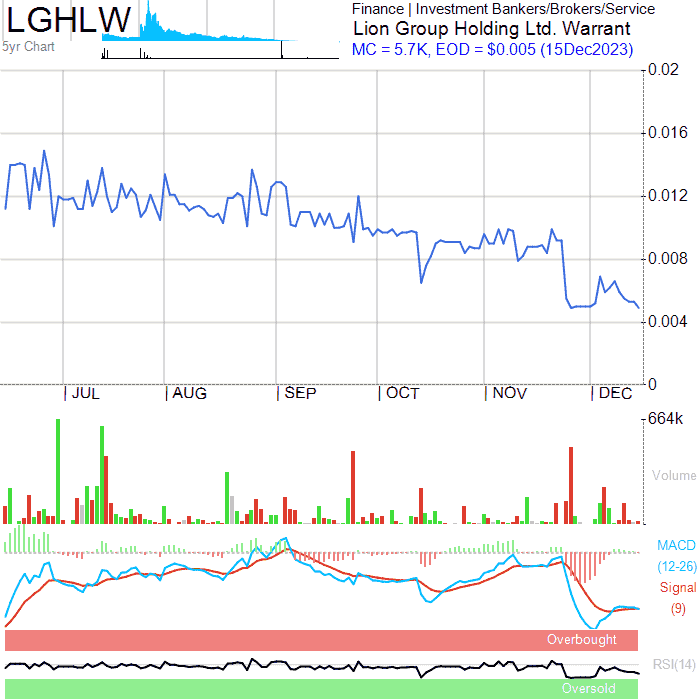 LGHLW
5yr Chart
Finance | Investment Bankers/Brokers/Service
Lion Group Holding Ltd. Warrant
MC = 5.7K, EOD = $0.005 (15Dec2023)
0.02
0.016
0.012
0.008
0.004
0
JUL AUG SEP OCT NOV DEC
664k
Volume
MACD
(12-26)
Signal
(9)
Overbought
RSI(14)
Oversold